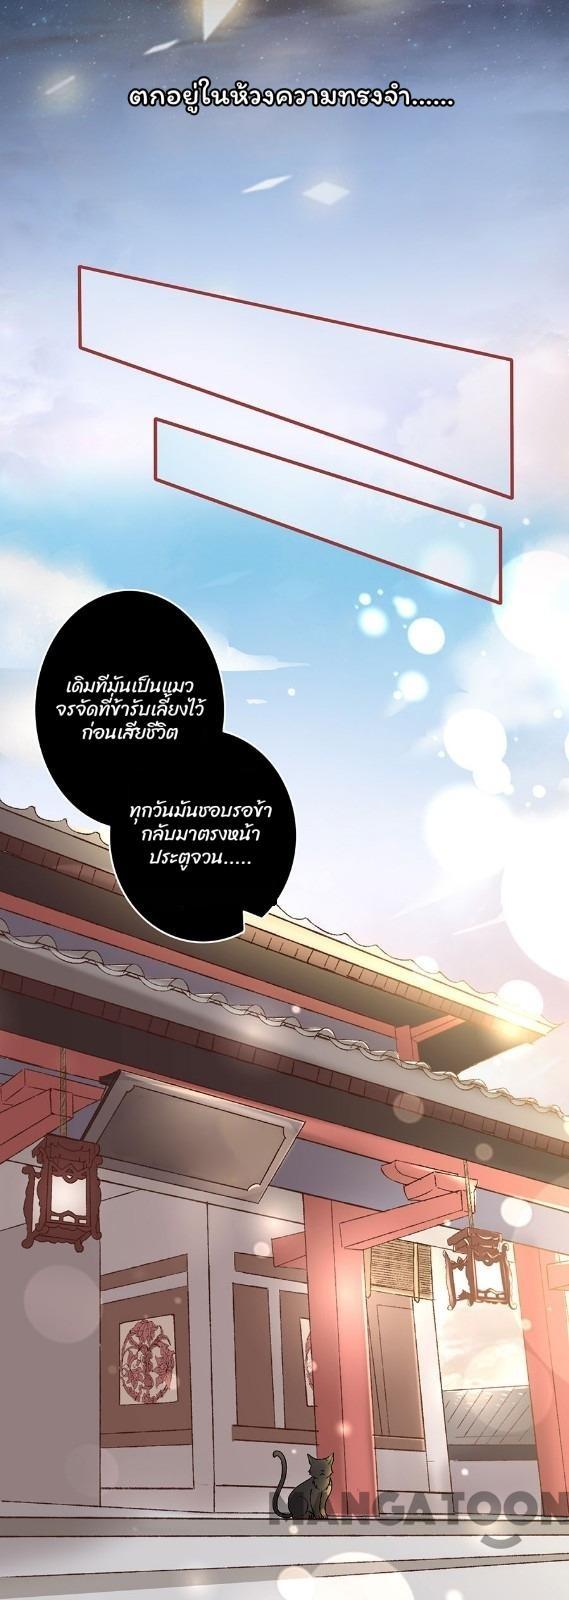 ตกอยู่ในห้วงความทรงจำ......
เดิมทีมันเป็นแมว
จรจัดที่ข้ารับเลี้ยงไว้
ก่อนเสียชีวิต
ทุกวันมันชอบรอข้า
กลับมาตรงหน้า
ประตูจวน.....
MANGATOON